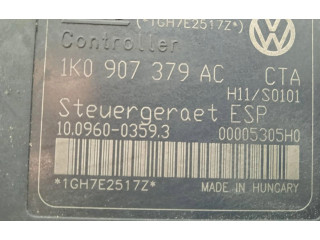 (*1GH7E2517Z*)
Controller
1K0 907 379 AC CTA
H11/S0101
Steuergeraet ESP
10.0960-0359.3 00005305H0
*1GH7E2517Z* MADE IN HUNGARY